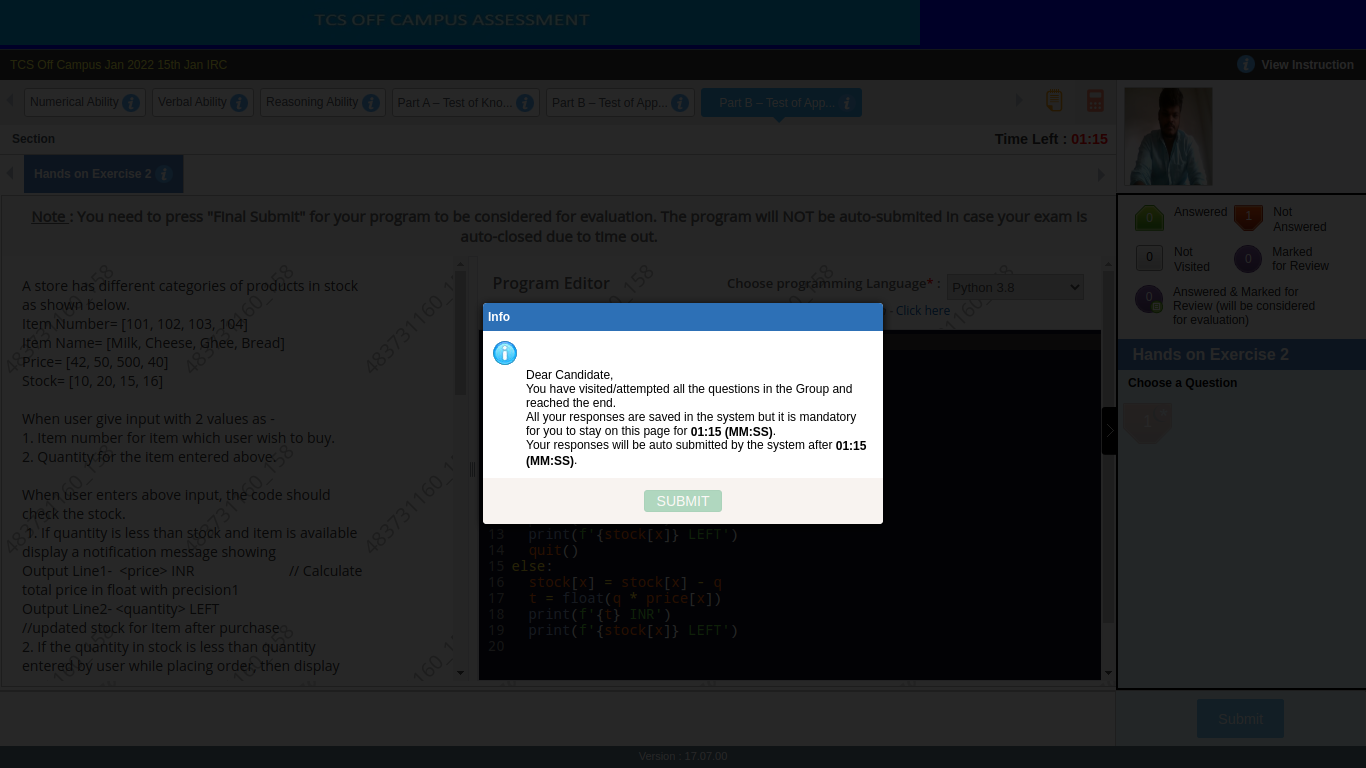 TCS OFF CAMPUS ASSESSMENT
TCS Off Campus Jan 2022 15th Jan IRC
View Instruction
Numerical Ability
Verbal Ability
Reasoning Ability
Part A – Test of Kno...
Part B – Test of App...
Part B – Test of App...
Section
Time Left : 01:15
Hands on Exercise 2
Note : You need to press "Final Submit" for your program to be considered for evaluation. The program will NOT be auto-submited in case your exam is
auto-closed due to time out.
A store has different categories of products in stock
as shown below.
Item Number= [101, 102, 103, 104]
Item Name= [Milk, Cheese, Ghee, Bread]
Price= [42, 50, 500, 40]
Stock= [10, 20, 15, 16]
When user give input with 2 values as -
1. Item number for item which user wish to buy.
2. Quantity for the item entered above.
When user enters above input, the code should
check the stock.
1. If quantity is less than stock and item is available
display a notification message showing
Output Line1- <price> INR // Calculate
total price in float with precision1
Output Line2- <quantity> LEFT
//updated stock for item after purchase
2. If the quantity in stock is less than quantity
entered by user while placing order, then display
Program Editor
Choose programming Language* :
Python 3.8
- Click here
Info
Dear Candidate,
You have visited/attempted all the questions in the Group and
reached the end.
All your responses are saved in the system but it is mandatory
for you to stay on this page for 01:15 (MM:SS).
Your responses will be auto submitted by the system after 01:15
(MM:SS).
SUBMIT
13 print(f'{stock[x]} LEFT')
14 quit()
15 else:
16 stock[x] = stock[x] - q
17 t = float(q * price[x])
18 print(f'{t} INR')
19 print(f'{stock[x]} LEFT')
20
0 Answered
1 Not Answered
0 Not Visited
0 Marked for Review
0 Answered & Marked for
Review (will be considered
for evaluation)
Hands on Exercise 2
Choose a Question
1
Submit
Version : 17.07.00